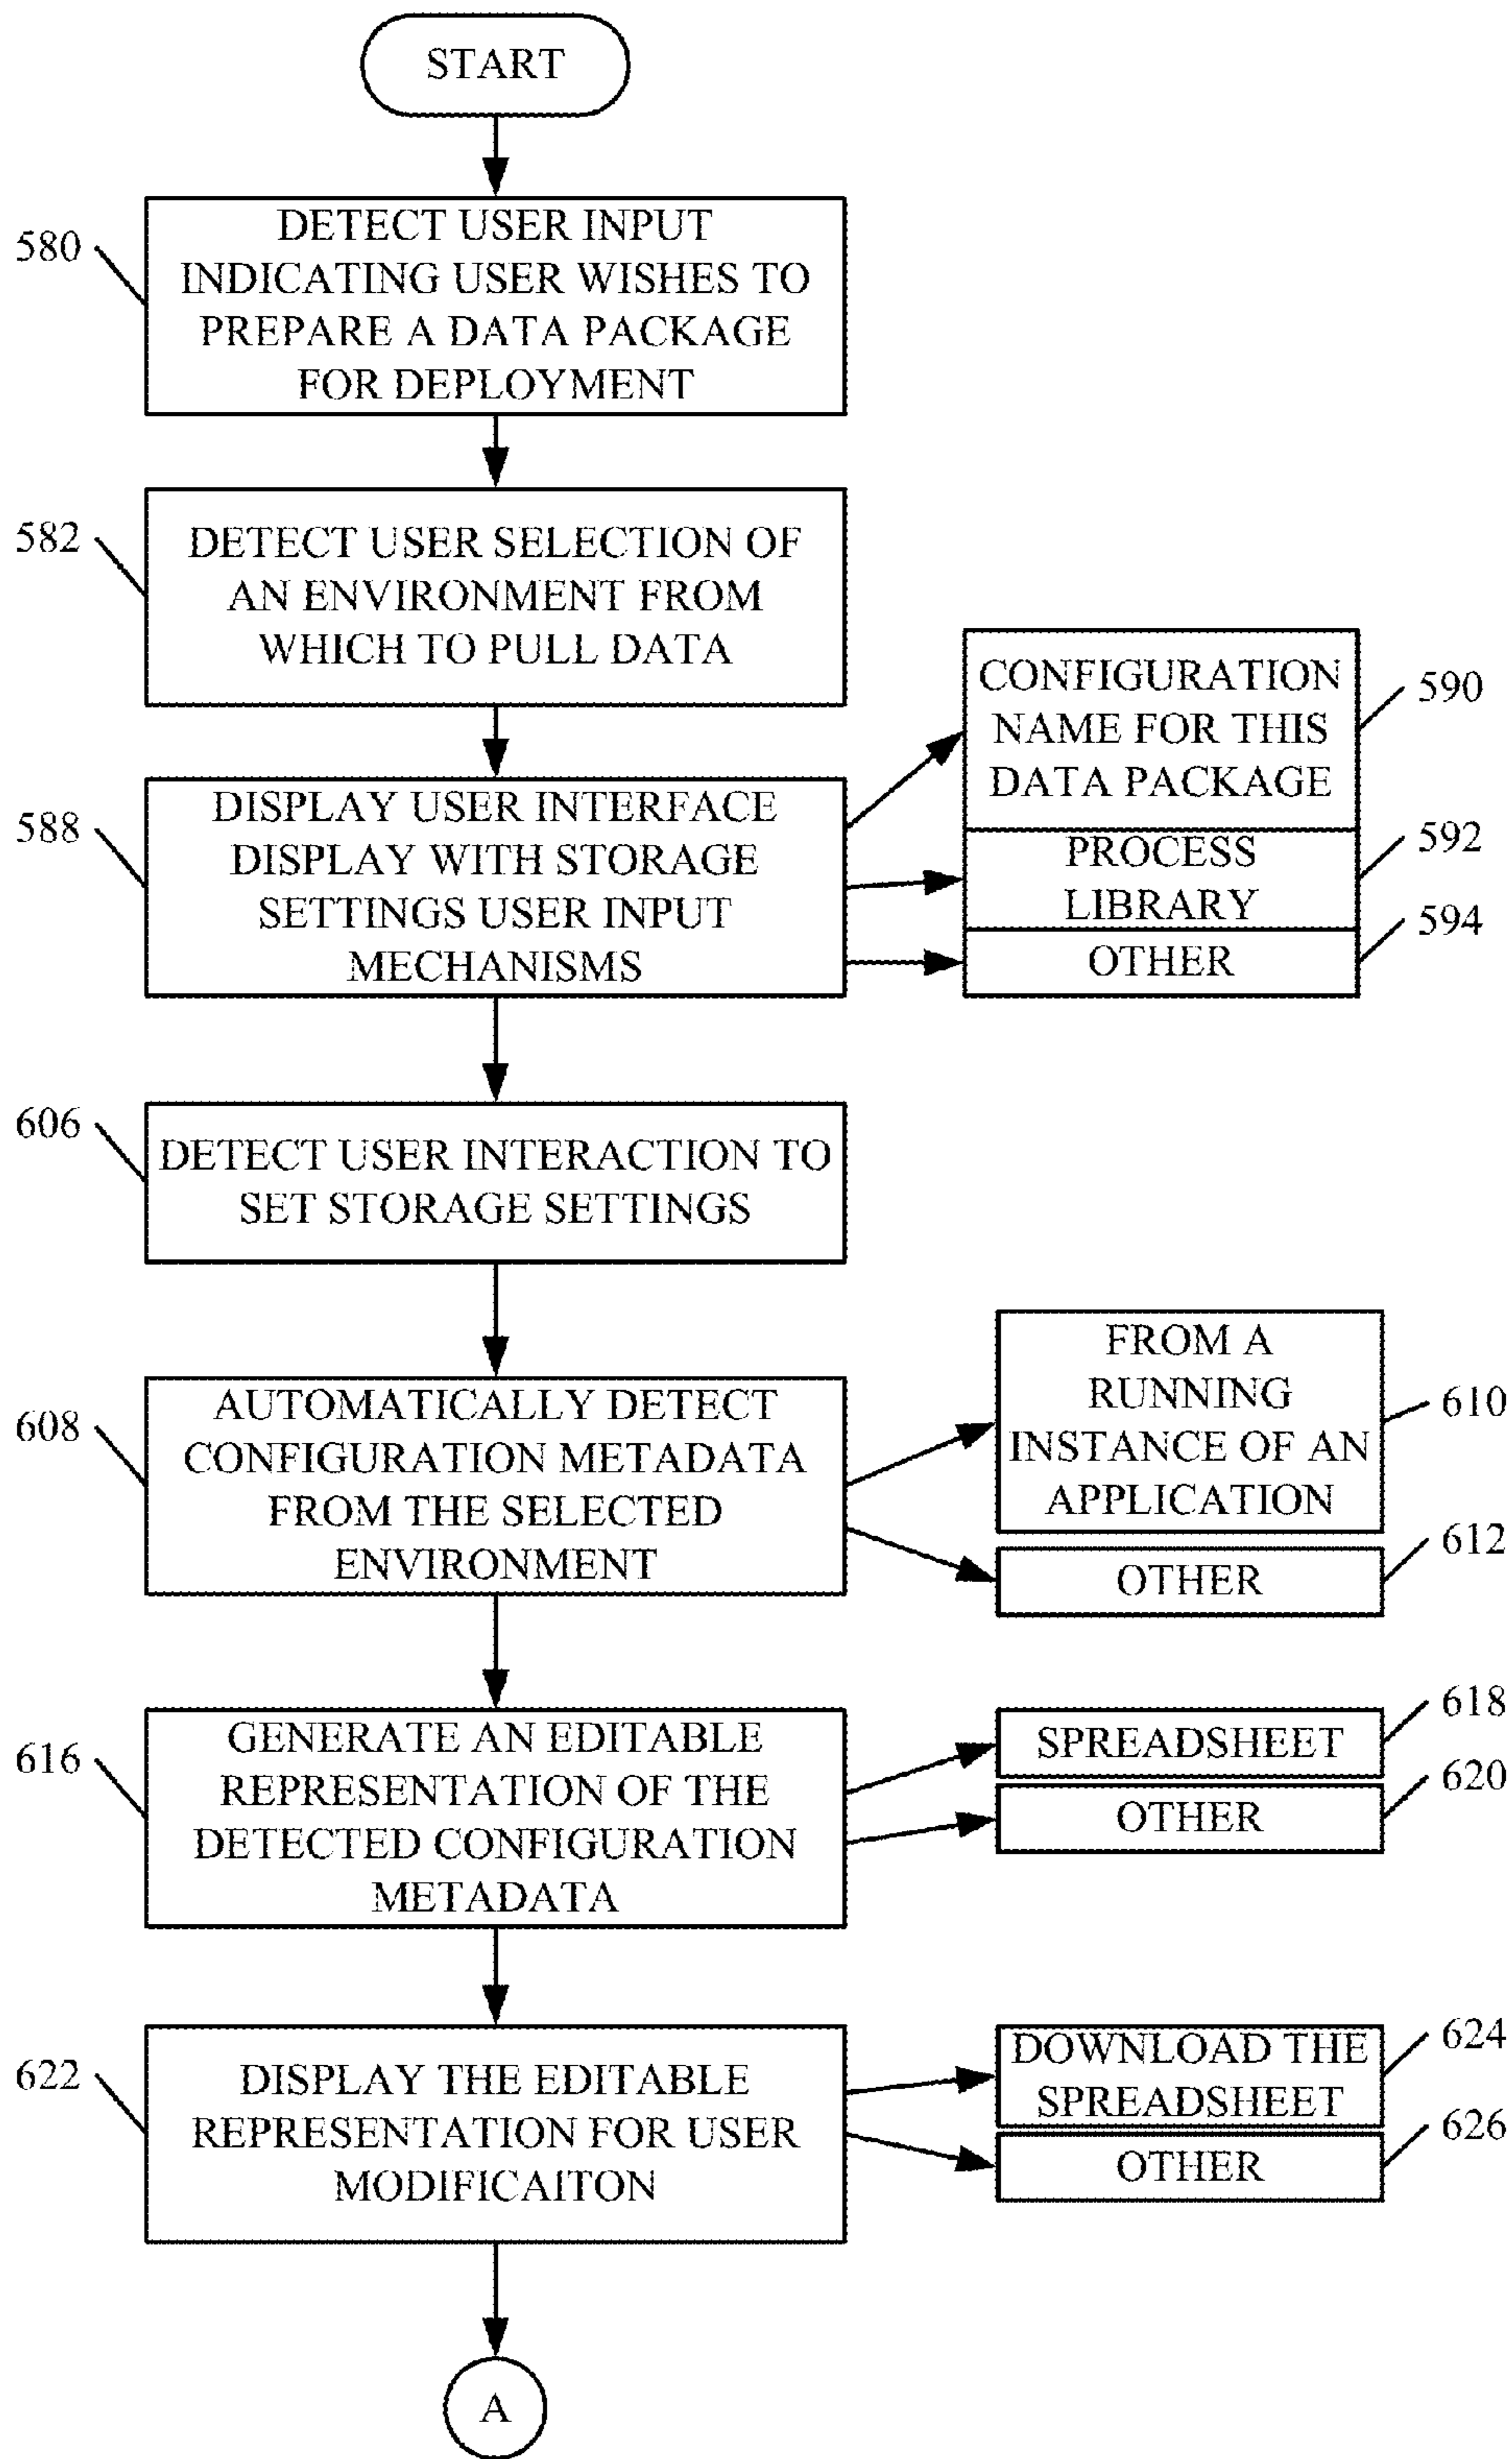 START
580
DETECT USER INPUT
INDICATING USER WISHES TO
PREPARE A DATA PACKAGE
FOR DEPLOYMENT
582
DETECT USER SELECTION OF
AN ENVIRONMENT FROM
WHICH TO PULL DATA
588
DISPLAY USER INTERFACE
DISPLAY WITH STORAGE
SETTINGS USER INPUT
MECHANISMS
CONFIGURATION
NAME FOR THIS
DATA PACKAGE
590
PROCESS
LIBRARY
592
OTHER
594
606
DETECT USER INTERACTION TO
SET STORAGE SETTINGS
608
AUTOMATICALLY DETECT
CONFIGURATION METADATA
FROM THE SELECTED
ENVIRONMENT
FROM A
RUNNING
INSTANCE OF AN
APPLICATION
610
OTHER
612
616
GENERATE AN EDITABLE
REPRESENTATION OF THE
DETECTED CONFIGURATION
METADATA
SPREADSHEET
618
OTHER
620
622
DISPLAY THE EDITABLE
REPRESENTATION FOR USER
MODIFICAITON
DOWNLOAD THE
SPREADSHEET
624
OTHER
626
A